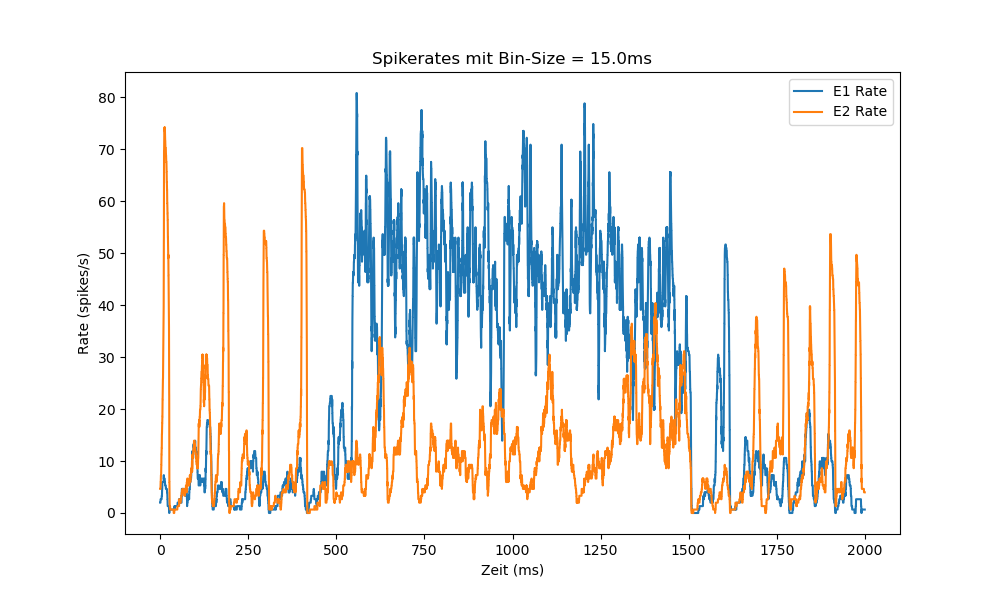 Spikerates mit Bin-Size = 15.0ms
E1 Rate
E2 Rate
Rate (spikes/s)
80
70
60
50
40
30
20
10
0
0 250 500 750 1000 1250 1500 1750 2000
Zeit (ms)